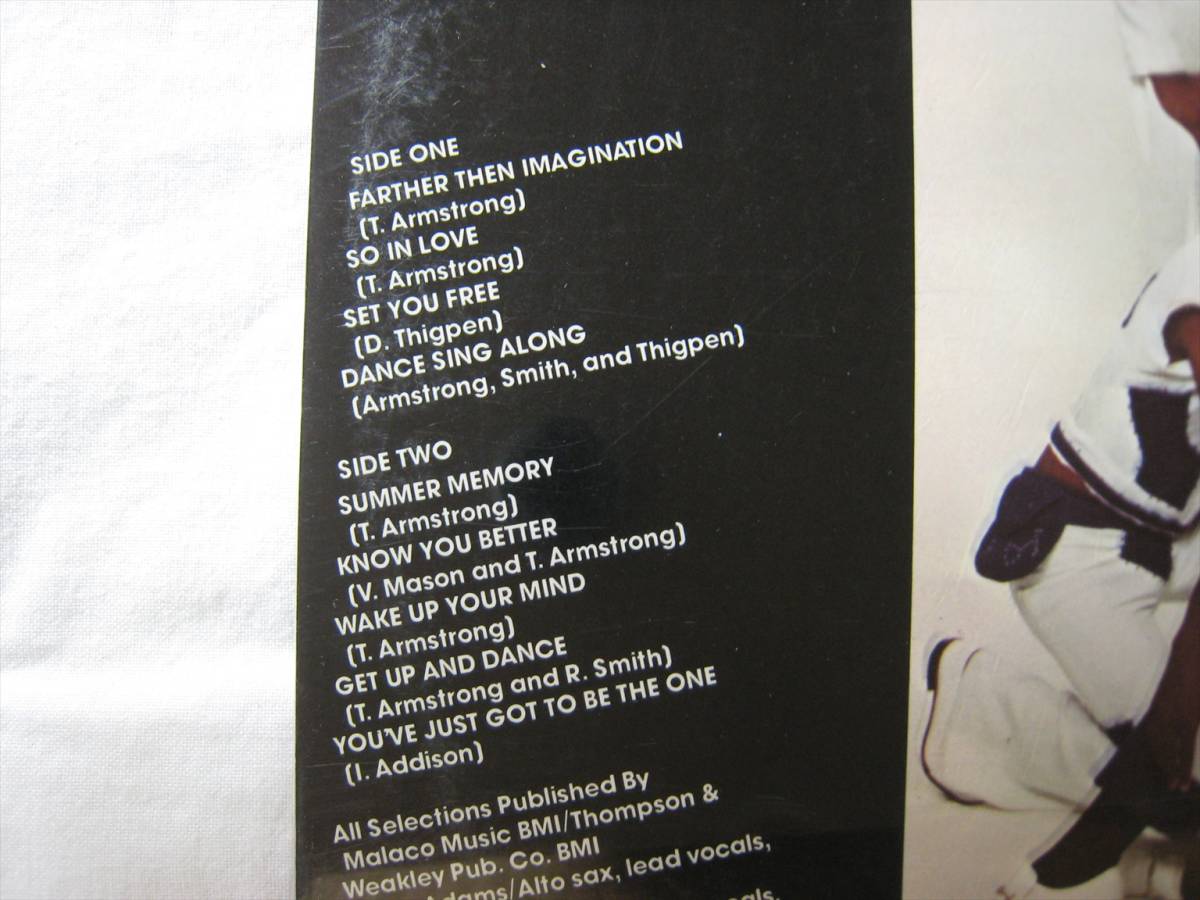 SIDE ONE
FARTHER THEN IMAGINATION
(T. Armstrong)
SO IN LOVE
(T. Armstrong)
SET YOU FREE
(D. Thigpen)
DANCE SING ALONG
(Armstrong, Smith, and Thigpen)
SIDE TWO
SUMMER MEMORY
(T. Armstrong)
KNOW YOU BETTER
(V. Mason and T. Armstrong)
WAKE UP YOUR MIND
(T. Armstrong)
GET UP AND DANCE
(T. Armstrong and R. Smith)
YOU'VE JUST GOT TO BE THE ONE
(I. Addison)
All Selections Published By
Malaco Music BMI/Thompson &
Weakley Pub. Co. BMI
Adams/Alto sax, lead vocals,